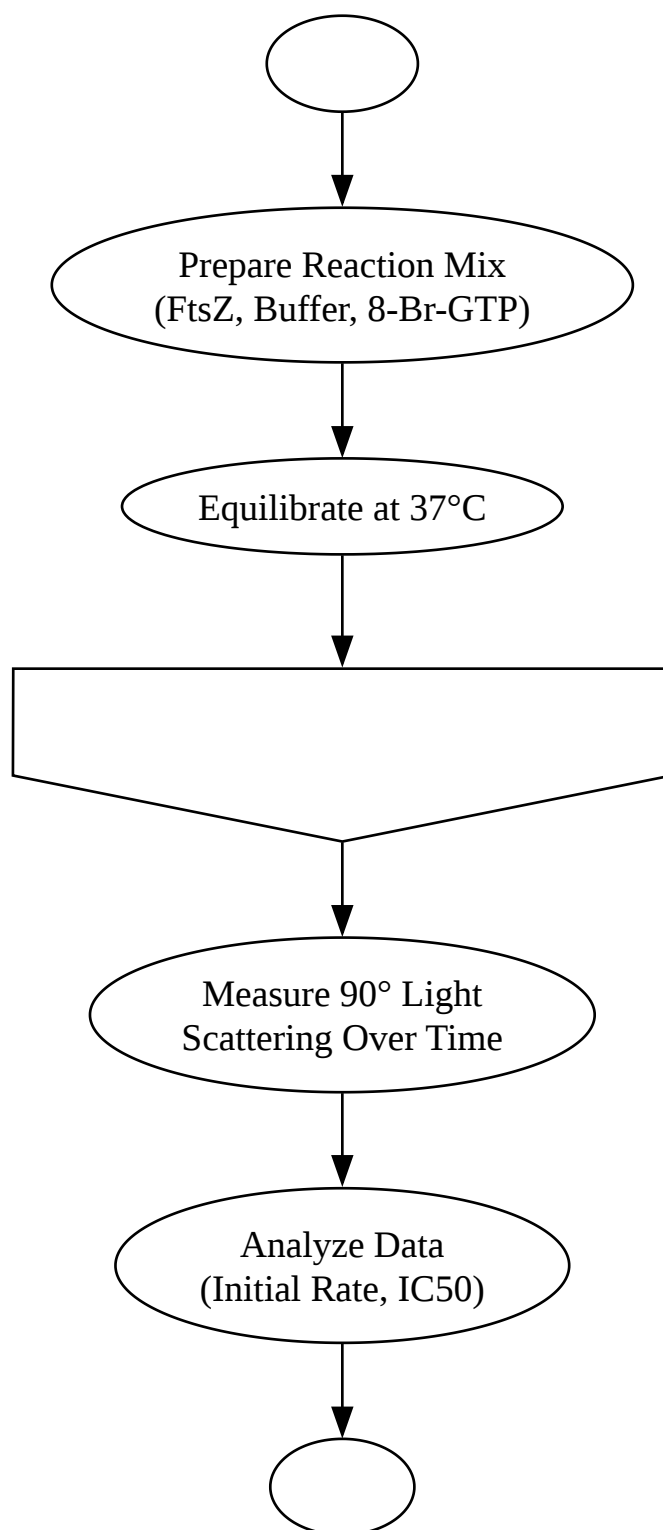 Prepare Reaction Mix
(FtsZ, Buffer, 8-Br-GTP)
Equilibrate at 37°C
Measure 90° Light
Scattering Over Time
Analyze Data
(Initial Rate, IC50)